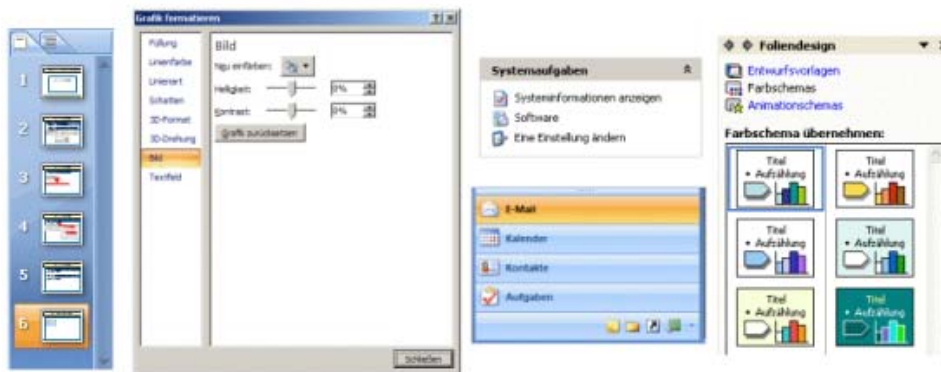 1
2
3
4
5
6
Grafik formatieren
Füllung
Linienfarbe
Linienart
Schatten
3D-Format
3D-Drehung
Bild
Textfeld
Bild
Neu einfärben:
Helligkeit: 0%
Kontrast: 0%
Grafik zurücksetzen
Schließen
Systemaufgaben
Systeminformationen anzeigen
Software
Eine Einstellung ändern
E-Mail
Kalender
Kontakte
Aufgaben
Foliendesign
Entwurfsvorlagen
Farbschemas
Animationsschemas
Farbschema übernehmen:
Titel
• Aufzählung
Titel
• Aufzählung
Titel
• Aufzählung
Titel
• Aufzählung
Titel
• Aufzählung
Titel
• Aufzählung